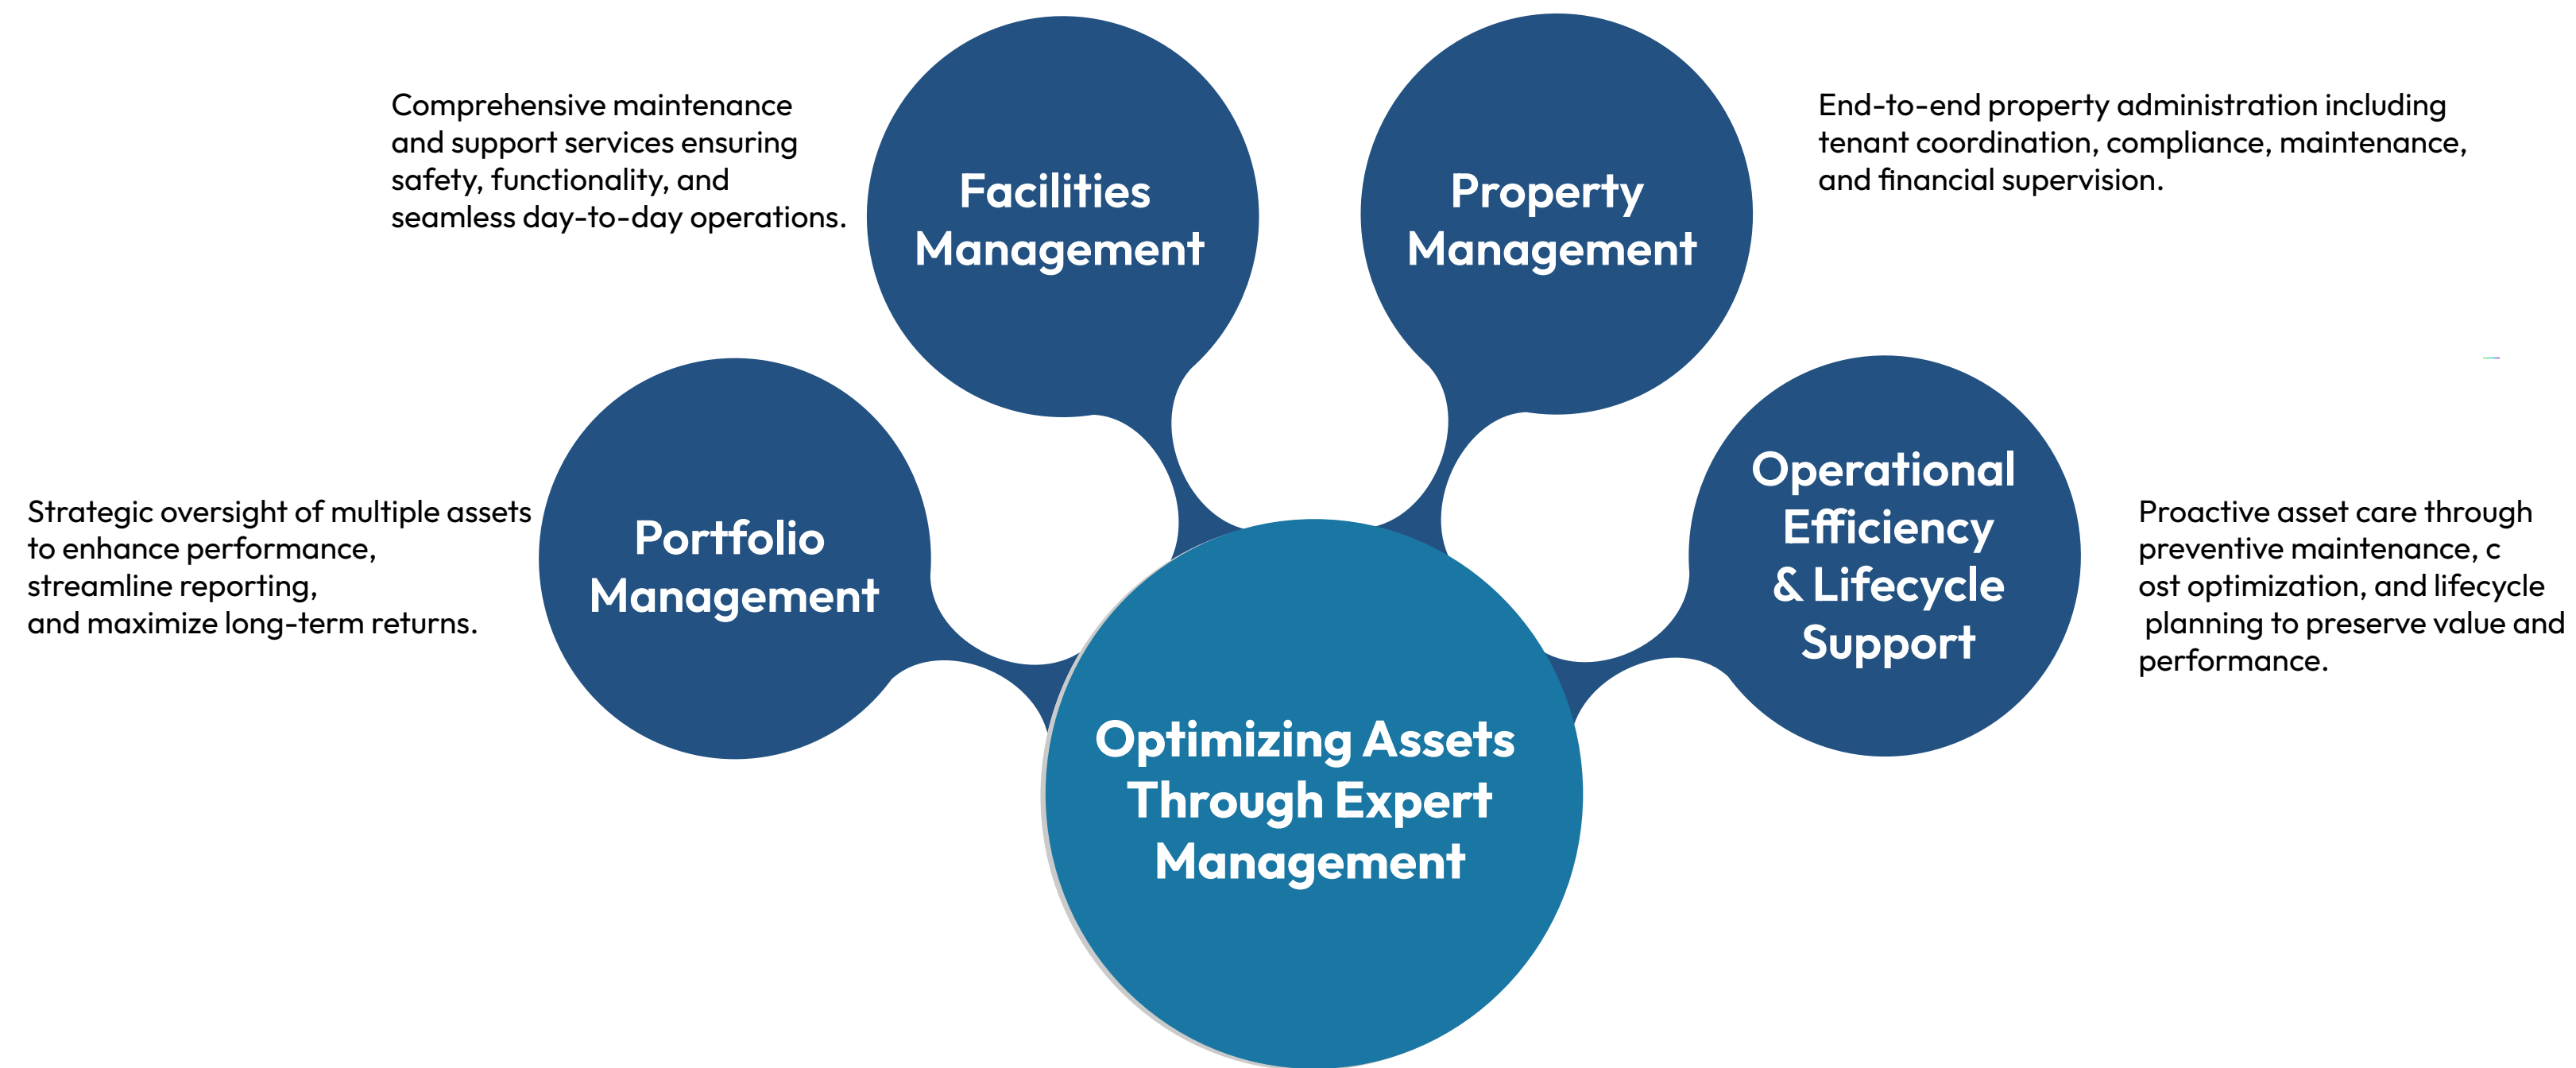 Comprehensive maintenance
and support services ensuring
safety, functionality, and
seamless day-to-day operations.
Facilities
Management
Property
Management
End-to-end property administration including
tenant coordination, compliance, maintenance,
and financial supervision.
Strategic oversight of multiple assets
to enhance performance,
streamline reporting,
and maximize long-term returns.
Portfolio
Management
Operational
Efficiency
& Lifecycle
Support
Proactive asset care through
preventive maintenance, c
ost optimization, and lifecycle
planning to preserve value and
performance.
Optimizing Assets
Through Expert
Management